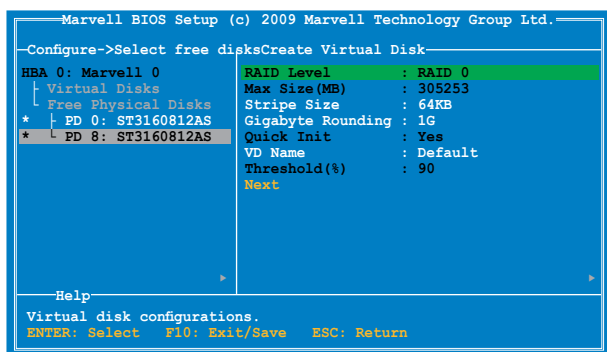 Marvell BIOS Setup (c) 2009 Marvell Technology Group Ltd.
Configure->Select free disksCreate Virtual Disk
HBA 0: Marvell 0
Virtual Disks
Free Physical Disks
* PD 0: ST3160812AS
* PD 8: ST3160812AS
RAID Level : RAID 0
Max Size(MB) : 305253
Stripe Size : 64KB
Gigabyte Rounding : 1G
Quick Init : Yes
VD Name : Default
Threshold(%) : 90
Next
Help
Virtual disk configurations.
ENTER: Select F10: Exit/Save ESC: Return